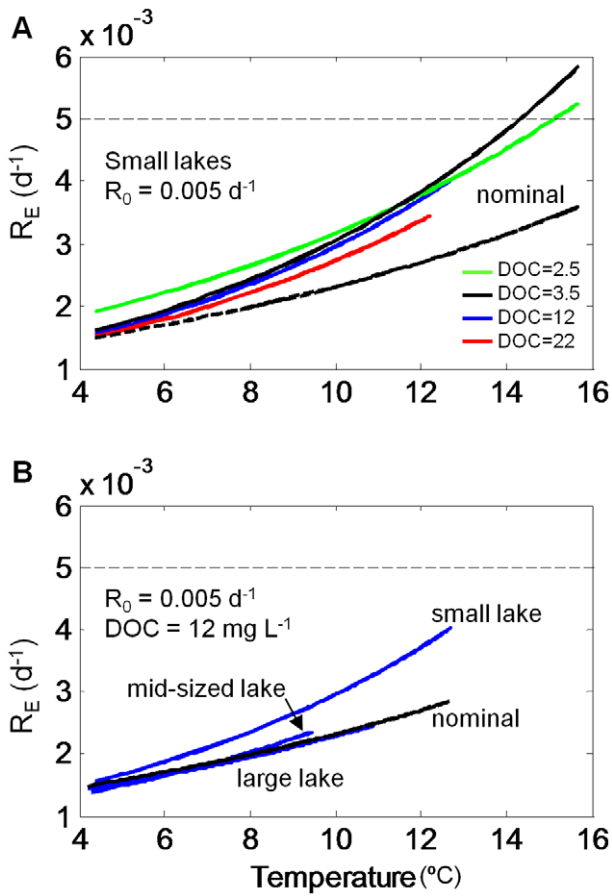 A
x 10⁻³
6
5
4
3
2
1
R_E (d⁻¹)
Small lakes
R₀ = 0.005 d⁻¹
nominal
DOC=2.5
DOC=3.5
DOC=12
DOC=22
4 6 8 10 12 14 16
B
x 10⁻³
6
5
4
3
2
1
R_E (d⁻¹)
R₀ = 0.005 d⁻¹
DOC = 12 mg L⁻¹
small lake
mid-sized lake
nominal
large lake
4 6 8 10 12 14 16
Temperature (ºC)